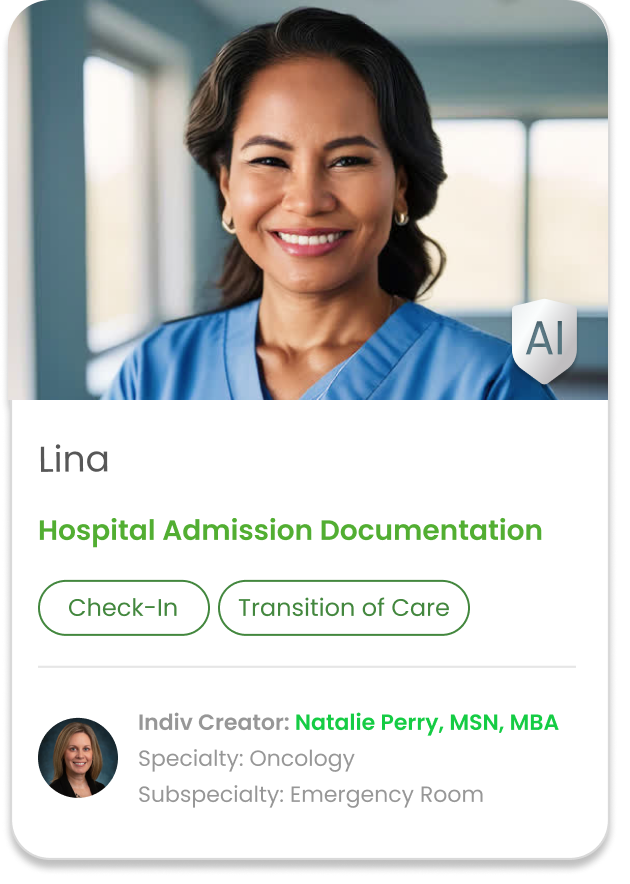 AI
Lina
Hospital Admission Documentation
Check-In
Transition of Care
Indiv Creator: Natalie Perry, MSN, MBA
Specialty: Oncology
Subspecialty: Emergency Room